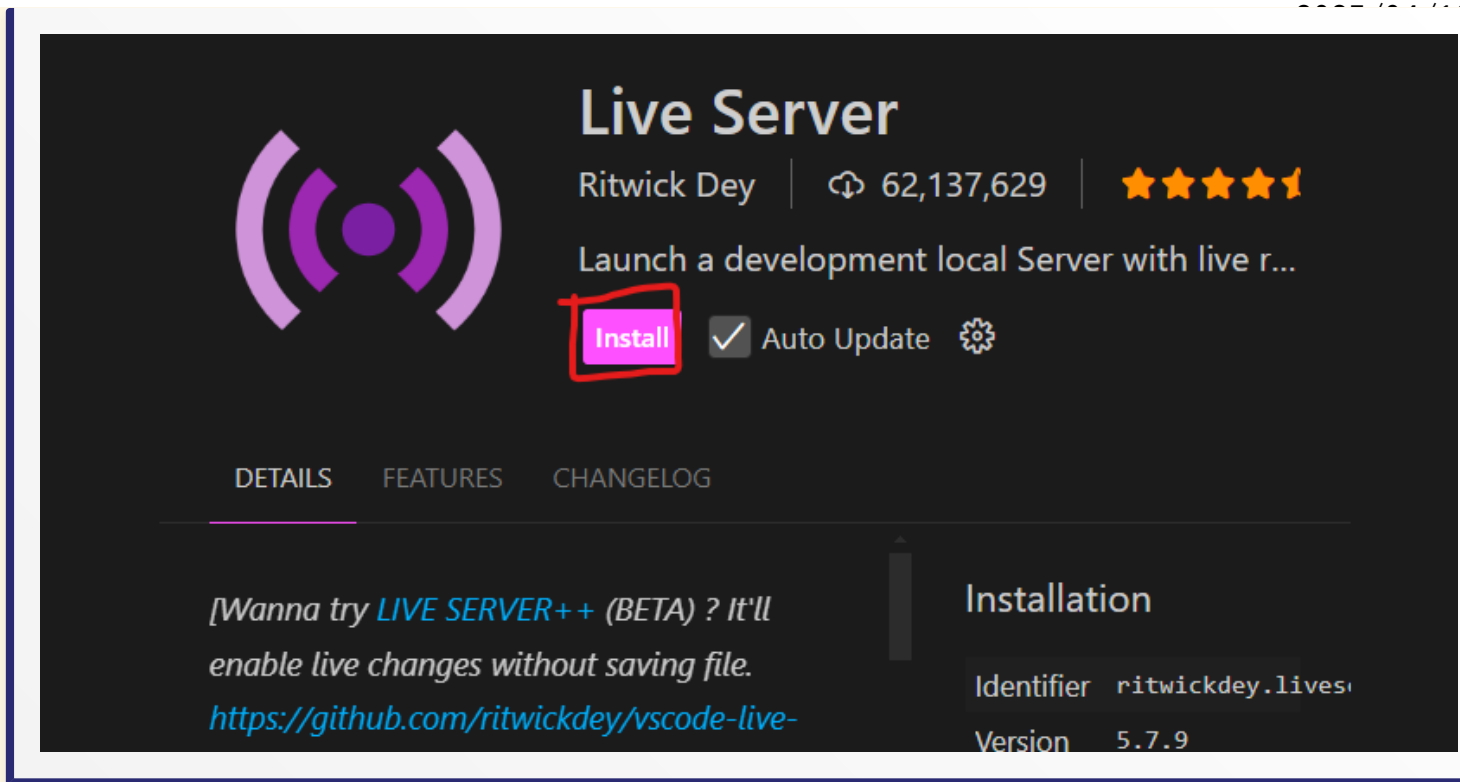 Live Server
Ritwick Dey 62,137,629
Launch a development local Server with live r...
Install Auto Update
DETAILS FEATURES CHANGELOG
[Wanna try LIVE SERVER++ (BETA) ? It'll
enable live changes without saving file.
https://github.com/ritwickdey/vscode-live-
Installation
Identifier ritwickdey.lives
Version 5.7.9